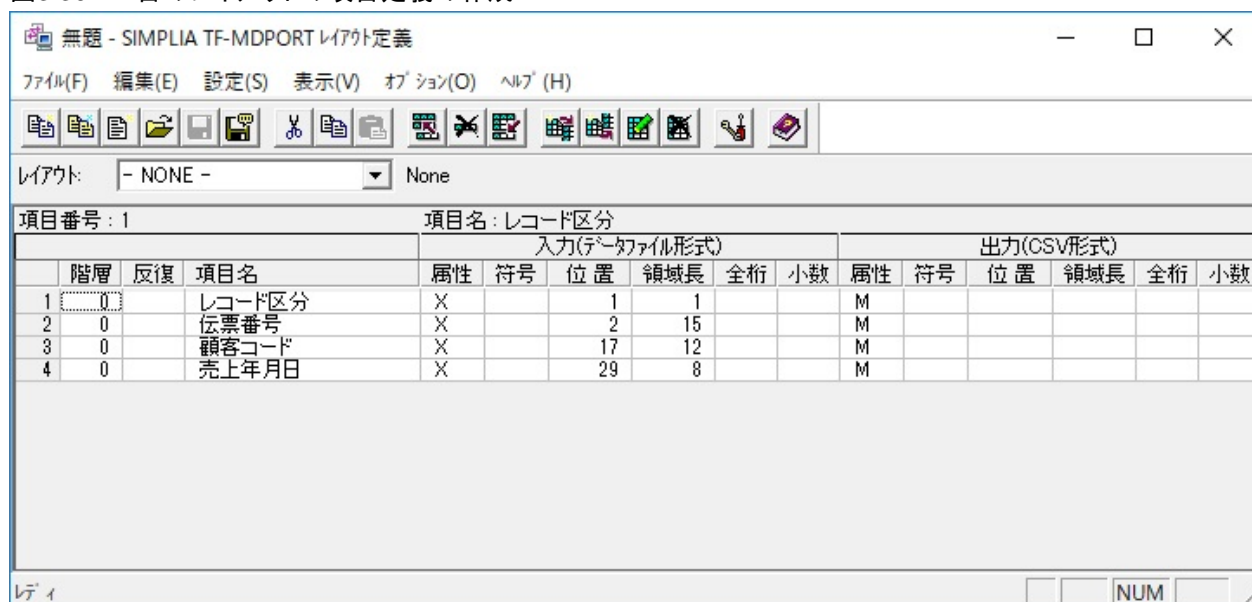 無題 - SIMPLIA TF-MDPORT ﾚｲｱｳﾄ定義
ﾌｧｲﾙ(F) 編集(E) 設定(S) 表示(V) ｵﾌﾟｼｮﾝ(O) ﾍﾙﾌﾟ(H)
ﾚｲｱｳﾄ: - NONE - None
項目番号 : 1 項目名 : レコード区分
入力(ﾃﾞｰﾀﾌｧｲﾙ形式) 出力(CSV形式)
階層 反復 項目名 属性 符号 位置 領域長 全桁 小数 属性 符号 位置 領域長 全桁 小数
1 0 レコード区分 X 1 1 M
2 0 伝票番号 X 2 15 M
3 0 顧客コード X 17 12 M
4 0 売上年月日 X 29 8 M
ﾚﾃﾞｨ NUM